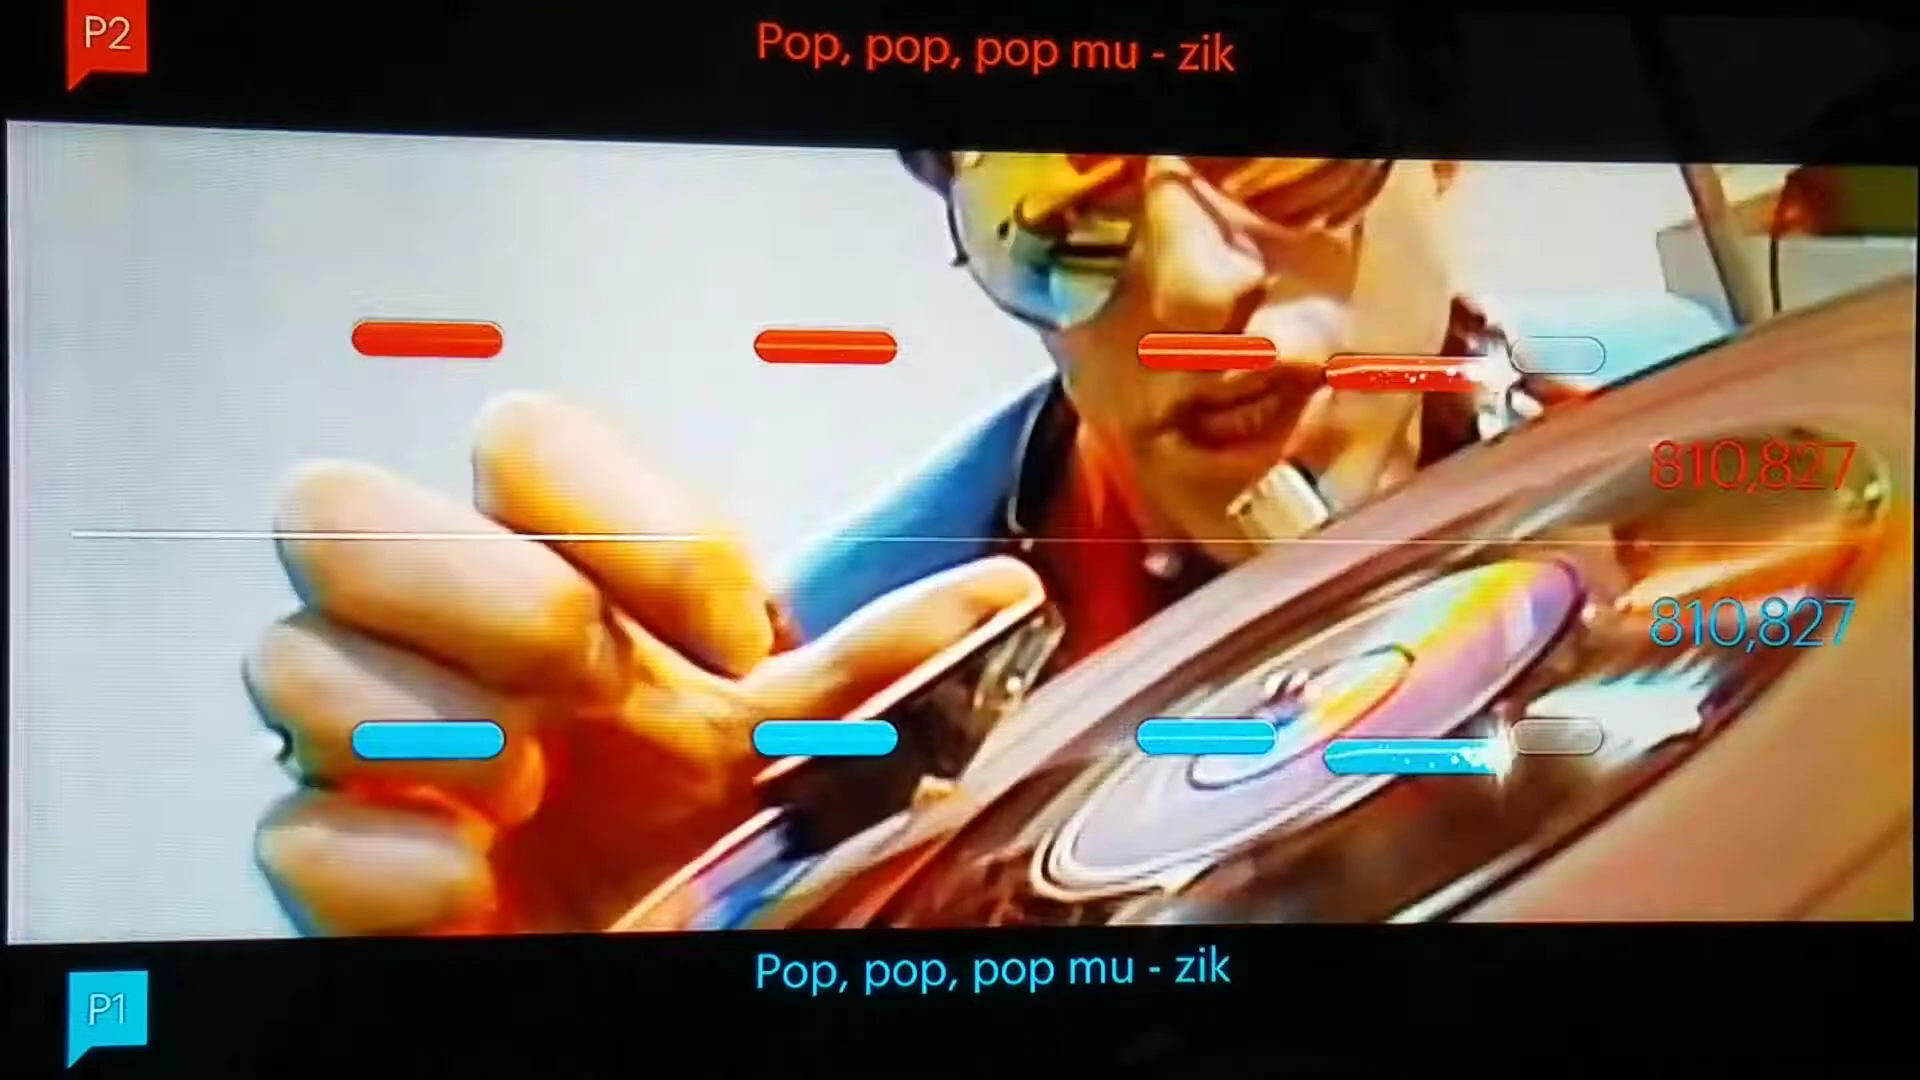 P2
Pop, pop, pop mu - zik
810,827
810,827
Pop, pop, pop mu - zik
P1